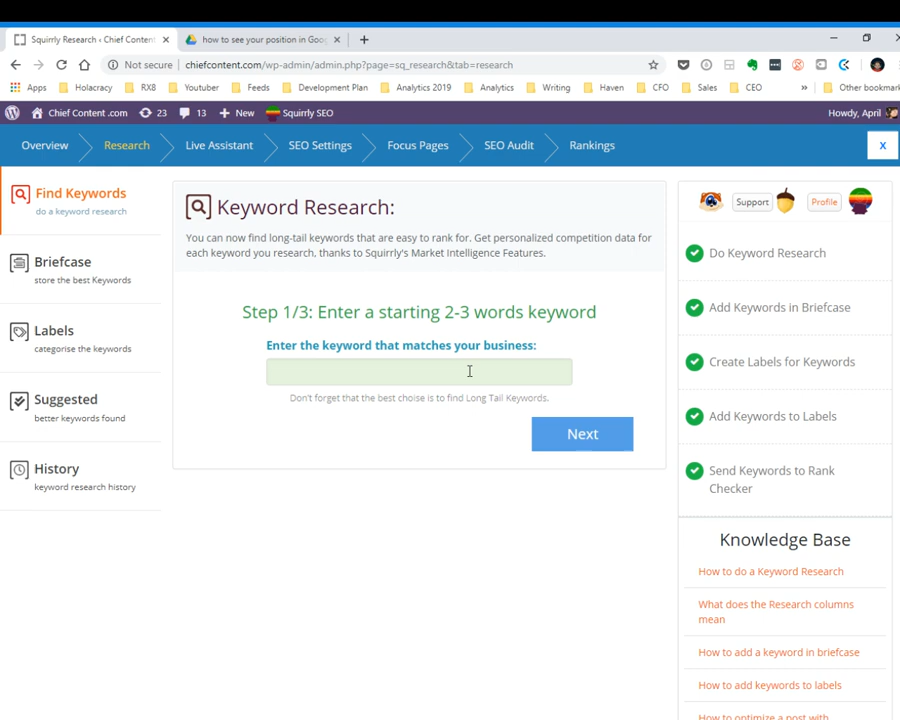 Squirrly Research ‹ Chief Content
how to see your position in Goog
Not secure chiefcontent.com/wp-admin/admin.php?page=sq_research&tab=research
Apps Holacracy RX8 Youtuber Feeds Development Plan Analytics 2019 Analytics Writing Haven CFO Sales CEO » Other bookmark
Chief Content .com 23 13 + New Squirrly SEO Howdy, April
Overview Research Live Assistant SEO Settings Focus Pages SEO Audit Rankings X
Find Keywords
do a keyword research
Briefcase
store the best Keywords
Labels
categorise the keywords
Suggested
better keywords found
History
keyword research history
Keyword Research:
You can now find long-tail keywords that are easy to rank for. Get personalized competition data for
each keyword you research, thanks to Squirrly's Market Intelligence Features.
Step 1/3: Enter a starting 2-3 words keyword
Enter the keyword that matches your business:
Don't forget that the best choise is to find Long Tail Keywords.
Next
Support Profile
Do Keyword Research
Add Keywords in Briefcase
Create Labels for Keywords
Add Keywords to Labels
Send Keywords to Rank
Checker
Knowledge Base
How to do a Keyword Research
What does the Research columns
mean
How to add a keyword in briefcase
How to add keywords to labels
How to optimize a post with